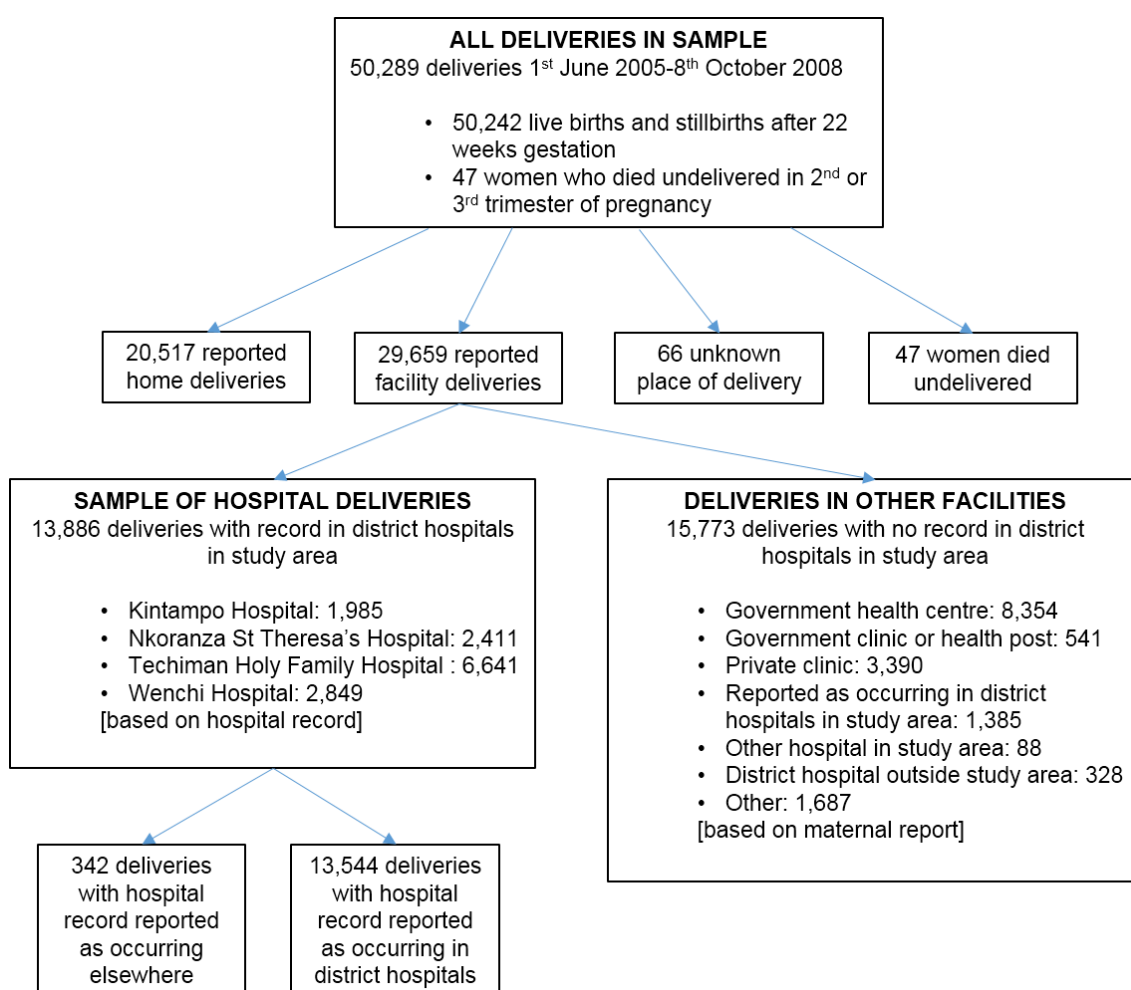 ALL DELIVERIES IN SAMPLE
50,289 deliveries 1st June 2005-8th October 2008
• 50,242 live births and stillbirths after 22
weeks gestation
• 47 women who died undelivered in 2nd or
3rd trimester of pregnancy
20,517 reported
home deliveries
29,659 reported
facility deliveries
66 unknown
place of delivery
47 women died
undelivered
SAMPLE OF HOSPITAL DELIVERIES
13,886 deliveries with record in district hospitals
in study area
• Kintampo Hospital: 1,985
• Nkoranza St Theresa’s Hospital: 2,411
• Techiman Holy Family Hospital : 6,641
• Wenchi Hospital: 2,849
[based on hospital record]
DELIVERIES IN OTHER FACILITIES
15,773 deliveries with no record in district
hospitals in study area
• Government health centre: 8,354
• Government clinic or health post: 541
• Private clinic: 3,390
• Reported as occurring in district
hospitals in study area: 1,385
• Other hospital in study area: 88
• District hospital outside study area: 328
• Other: 1,687
[based on maternal report]
342 deliveries
with hospital
record reported
as occurring
elsewhere
13,544 deliveries
with hospital
record reported
as occurring in
district hospitals